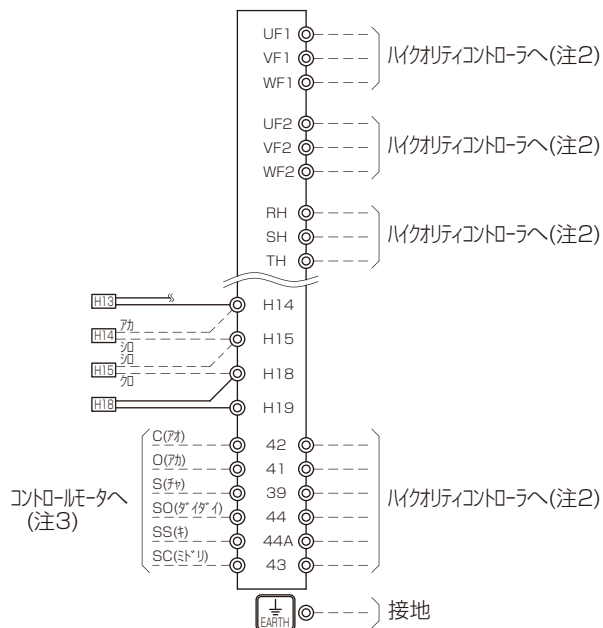 UF1
VF1
WF1
ハイクオリティコントローラへ(注2)
UF2
VF2
WF2
ハイクオリティコントローラへ(注2)
RH
SH
TH
ハイクオリティコントローラへ(注2)
H13
H14
H14
アカ
シロ
H15
H15
シロ
クロ
H18
H18
H19
コントロールモータへ
(注3)
C(アオ)
42
O(アカ)
41
S(チャ)
39
SO(ダイダイ)
44
SS(キ)
44A
SC(ミドリ)
43
ハイクオリティコントローラへ(注2)
EARTH
接地